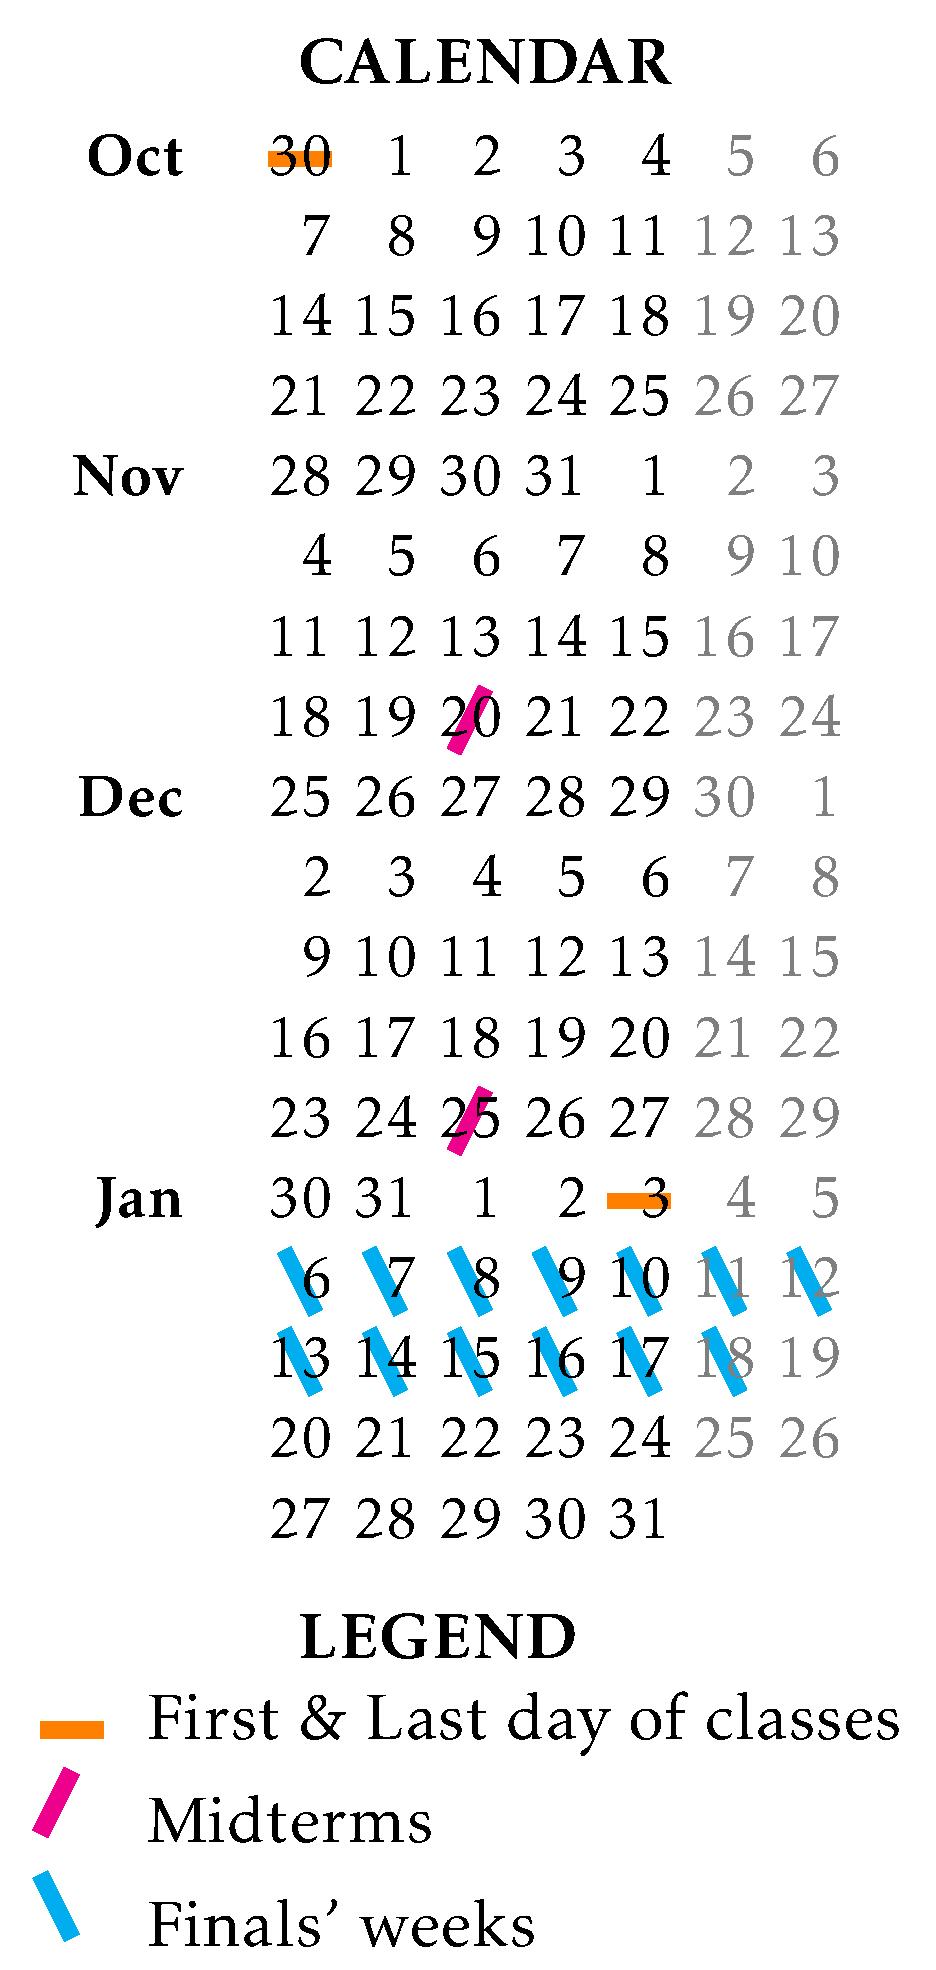 CALENDAR
Oct 30 1 2 3 4 5 6
7 8 9 10 11 12 13
14 15 16 17 18 19 20
21 22 23 24 25 26 27
Nov 28 29 30 31 1 2 3
4 5 6 7 8 9 10
11 12 13 14 15 16 17
18 19 20 21 22 23 24
Dec 25 26 27 28 29 30 1
2 3 4 5 6 7 8
9 10 11 12 13 14 15
16 17 18 19 20 21 22
23 24 25 26 27 28 29
Jan 30 31 1 2 3 4 5
6 7 8 9 10 11 12
13 14 15 16 17 18 19
20 21 22 23 24 25 26
27 28 29 30 31
LEGEND
First & Last day of classes
Midterms
Finals’ weeks